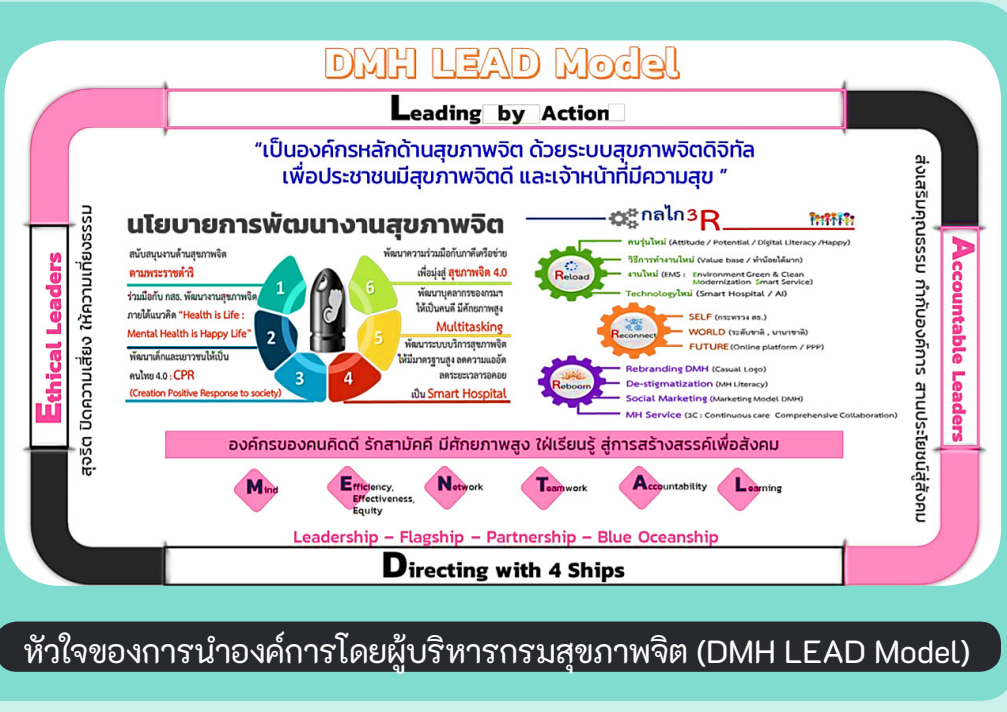 DMH LEAD Model
Leading by Action
“เป็นองค์กรหลักด้านสุขภาพจิต ด้วยระบบสุขภาพจิตดิจิทัล
เพื่อประชาชนมีสุขภาพจิตดี และเจ้าหน้าที่มีความสุข ”
Ethical Leaders
สุจริต ปิดความเสี่ยง ให้ความเที่ยงธรรม
นโยบายการพัฒนางานสุขภาพจิต
สนับสนุนงานด้านสุขภาพจิต
ตามพระราชดำริ
ร่วมมือกับ กสธ. พัฒนางานสุขภาพจิต
ภายใต้แนวคิด “Health is Life :
Mental Health is Happy Life”
พัฒนาเด็กและเยาวชนให้เป็น
คนไทย 4.0 : CPR
(Creation Positive Response to society)
1
2
3
4
5
6
พัฒนาความร่วมมือกับภาคีเครือข่าย
เพื่อมุ่งสู่ สุขภาพจิต 4.0
พัฒนาบุคลากรของกรมฯ
ให้เป็นคนดี มีศักยภาพสูง
Multitasking
พัฒนาระบบบริการสุขภาพจิต
ให้มีมาตรฐานสูง ลดความแออัด
ลดระยะเวลารอคอย
เป็น Smart Hospital
กลไก 3R
Reload
คนรุ่นใหม่ (Attitude / Potential / Digital Literacy /Happy)
วิธีการทำงานใหม่ (Value base / ทำน้อยได้มาก)
งานใหม่ (EMS : Environment Green & Clean
Modernization Smart Service)
Technologyใหม่ (Smart Hospital / AI)
Reconnect
SELF (กระทรวง สธ.)
WORLD (ระดับชาติ , นานาชาติ)
FUTURE (Online platform / PPP)
Reboom
Rebranding DMH (Casual Logo)
De-stigmatization (MH Literacy)
Social Marketing (Marketing Model DMH)
MH Service (3C : Continuous care Comprehensive Collaboration)
Accountable Leaders
ส่งเสริมคุณธรรม กำกับองค์การ สานประโยชน์สู่สังคม
องค์กรของคนคิดดี รักสามัคคี มีศักยภาพสูง ใฝ่เรียนรู้ สู่การสร้างสรรค์เพื่อสังคม
Mind
Efficiency,
Effectiveness,
Equity
Network
Teamwork
Accountability
Learning
Leadership – Flagship – Partnership – Blue Oceanship
Directing with 4 Ships
หัวใจของการนำองค์การโดยผู้บริหารกรมสุขภาพจิต (DMH LEAD Model)